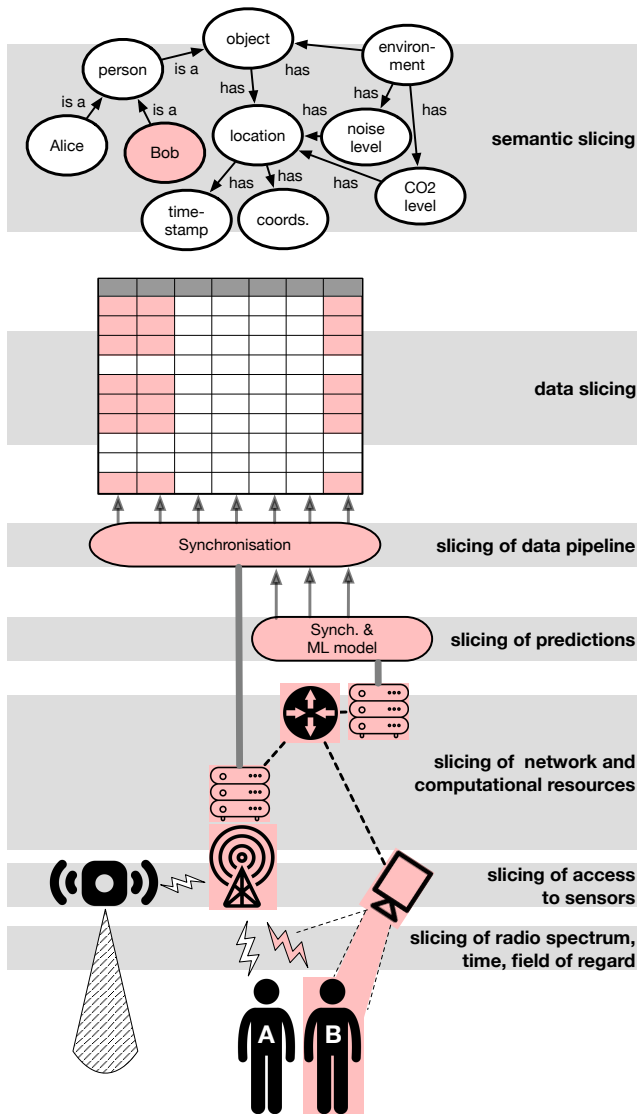 object
environ-
ment
person
is a
has
has
is a
is a
has
has
has
Alice
Bob
location
noise
level
semantic slicing
has
has
has
CO2
level
time-
stamp
coords.
data slicing
Synchronisation
slicing of data pipeline
Synch. &
ML model
slicing of predictions
slicing of network and
computational resources
slicing of access
to sensors
slicing of radio spectrum,
time, field of regard
A
B